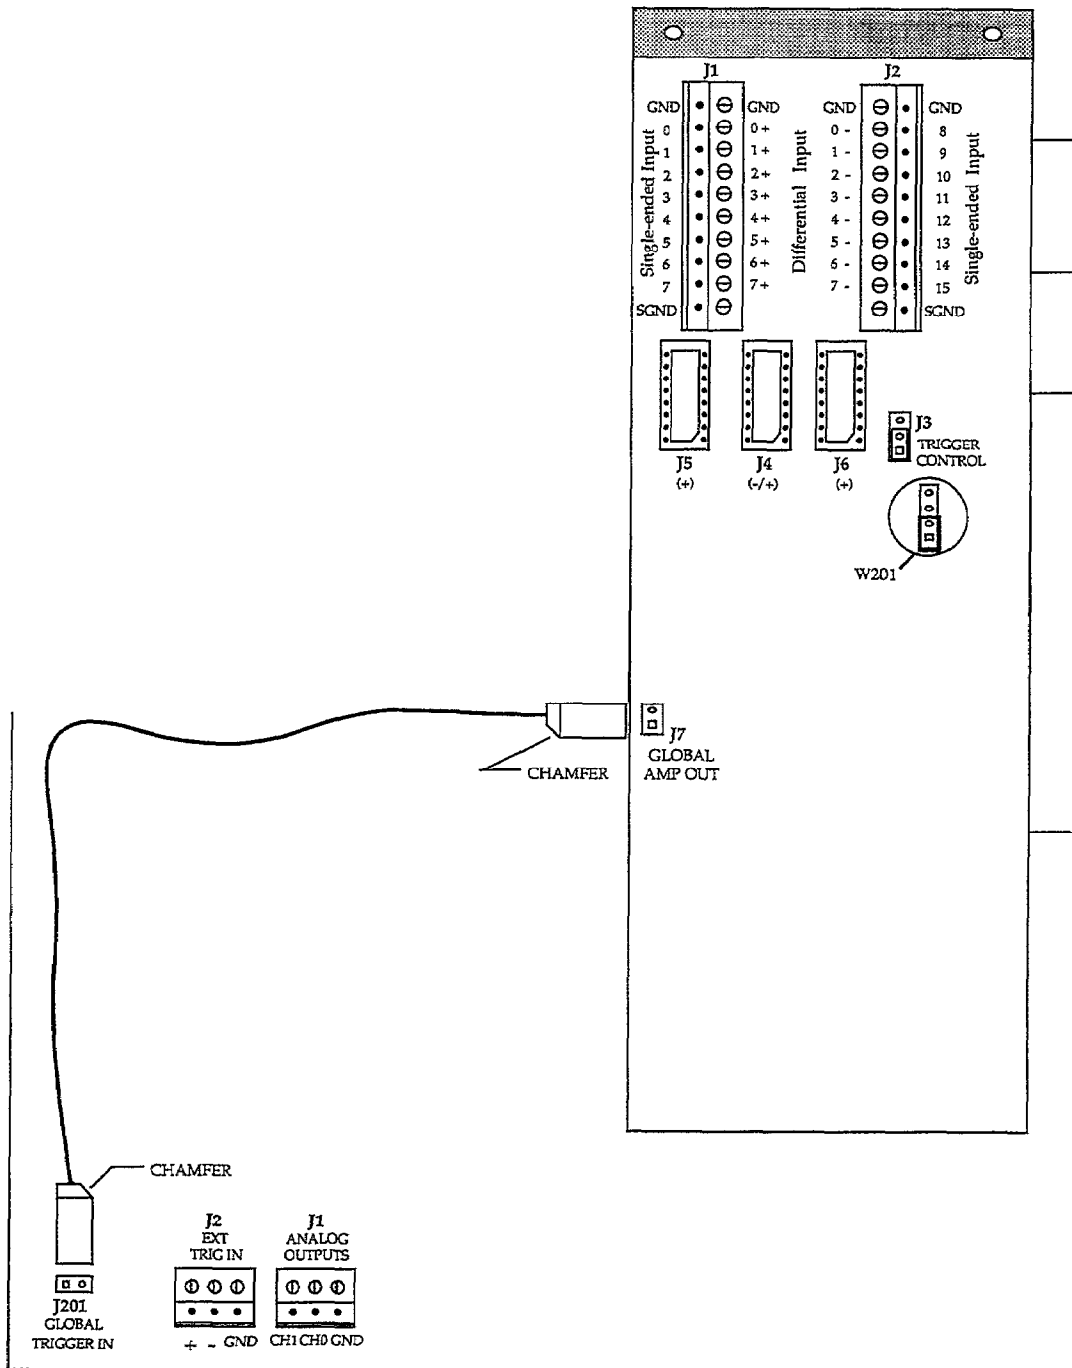 J1
J2
GND GND GND GND
0 0+ 0 - 8
1 1+ 1 - 9
2 2+ 2 - 10
3 3+ 3 - 11
4 4+ 4 - 12
5 5+ 5 - 13
6 6+ 6 - 14
7 7+ 7 - 15
SGND SGND
Single-ended Input
Differential Input
Single-ended Input
J5
(+)
J4
(-/+)
J6
(+)
J3
TRIGGER
CONTROL
W201
J7
GLOBAL
AMP OUT
CHAMFER
CHAMFER
J201
GLOBAL
TRIGGER IN
J2
EXT
TRIG IN
+ - GND
J1
ANALOG
OUTPUTS
CH1 CH0 GND